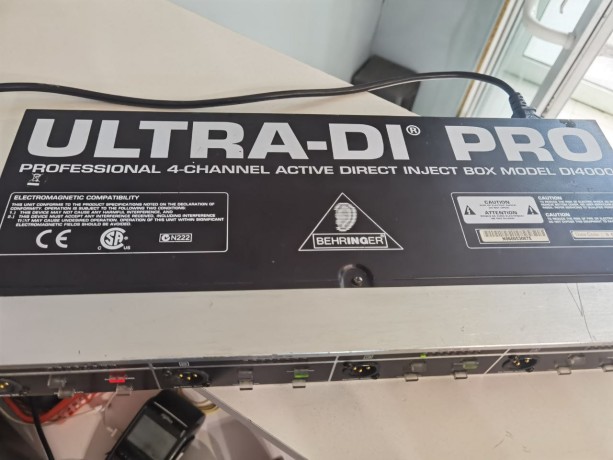 ULTRA-DI® PRO
PROFESSIONAL 4-CHANNEL ACTIVE DIRECT INJECT BOX MODEL DI4000
ELECTROMAGNETIC COMPATIBILITY
THIS UNIT CONFORMS TO THE PRODUCT SPECIFICATIONS NOTED ON THE DECLARATION OF
CONFORMITY. OPERATION IS SUBJECT TO THE FOLLOWING TWO CONDITIONS:
1.) THIS DEVICE MAY NOT CAUSE ANY HARMFUL INTERFERENCE, AND
2.) THIS DEVICE MUST ACCEPT ANY INTERFERENCE RECEIVED, INCLUDING INTERFERENCE
THAT MAY CAUSE UNDESIRED OPERATION. OPERATION OF THIS UNIT WITHIN SIGNIFICANT
ELECTROMAGNETIC FIELDS SHOULD BE AVOIDED.
CE
C US
N222
BEHRINGER
CAUTION
ATTENTION
CAUTION